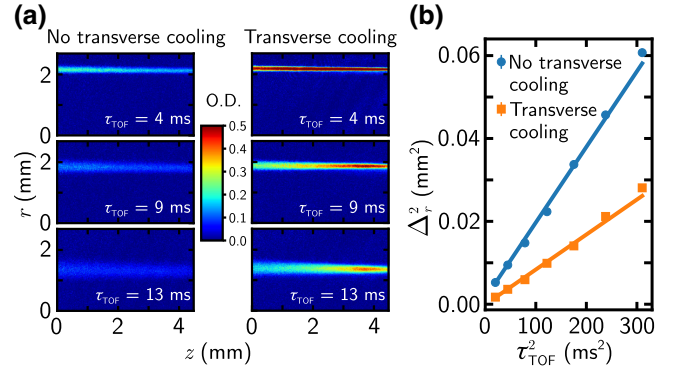 (a)
No transverse cooling
Transverse cooling
2
0
τTOF = 4 ms
τTOF = 4 ms
O.D.
0.5
0.4
0.3
0.2
0.1
0.0
2
0
τTOF = 9 ms
τTOF = 9 ms
r (mm)
2
0
τTOF = 13 ms
τTOF = 13 ms
0 2 4
0 2 4
z (mm)
(b)
0.06
0.04
0.02
0.00
Δr² (mm²)
No transverse
cooling
Transverse
cooling
0 100 200 300
τ²TOF (ms²)